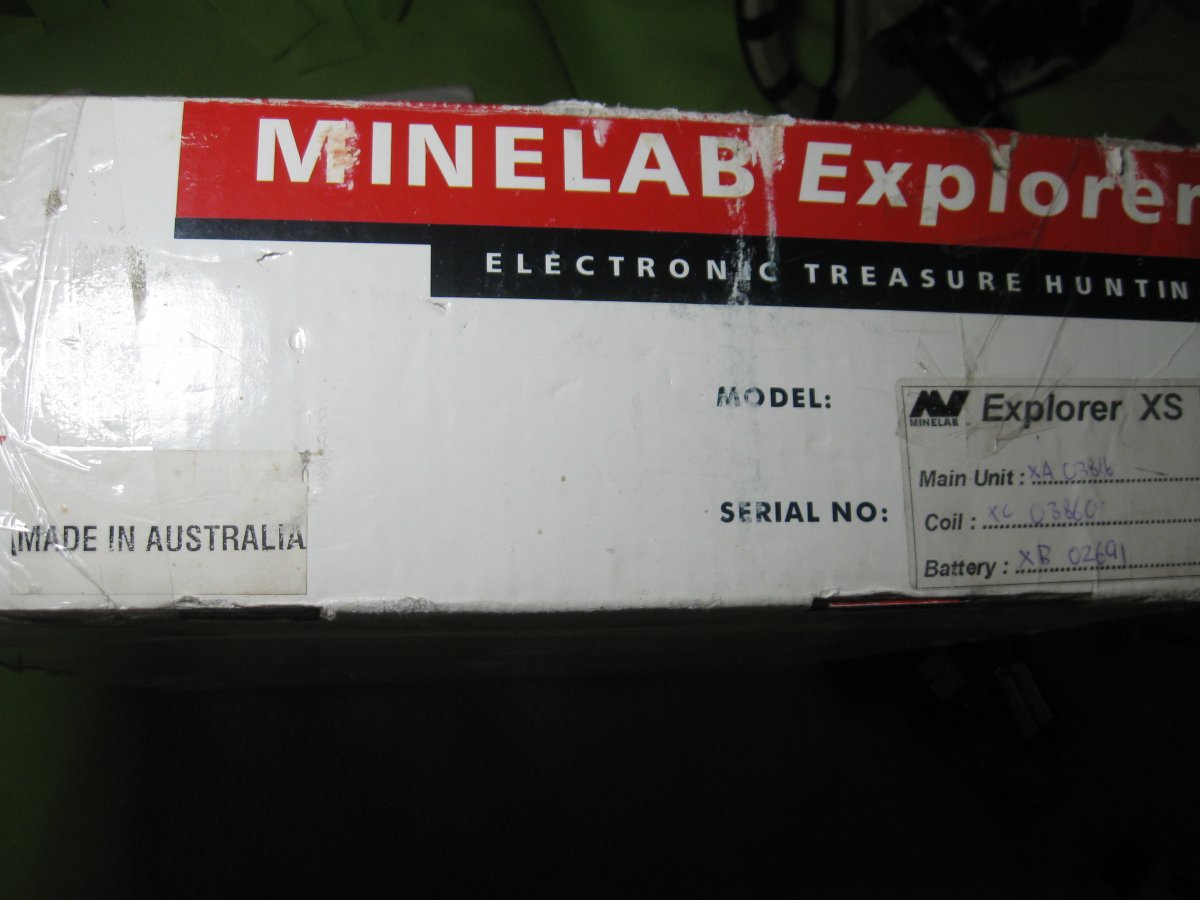 MINELAB Explorer
ELECTRONIC TREASURE HUNTIN
MODEL:
MINELAB
Explorer XS
SERIAL NO:
Main Unit : XA 03816
Coil : XC 03860
Battery : XB 02691
MADE IN AUSTRALIA